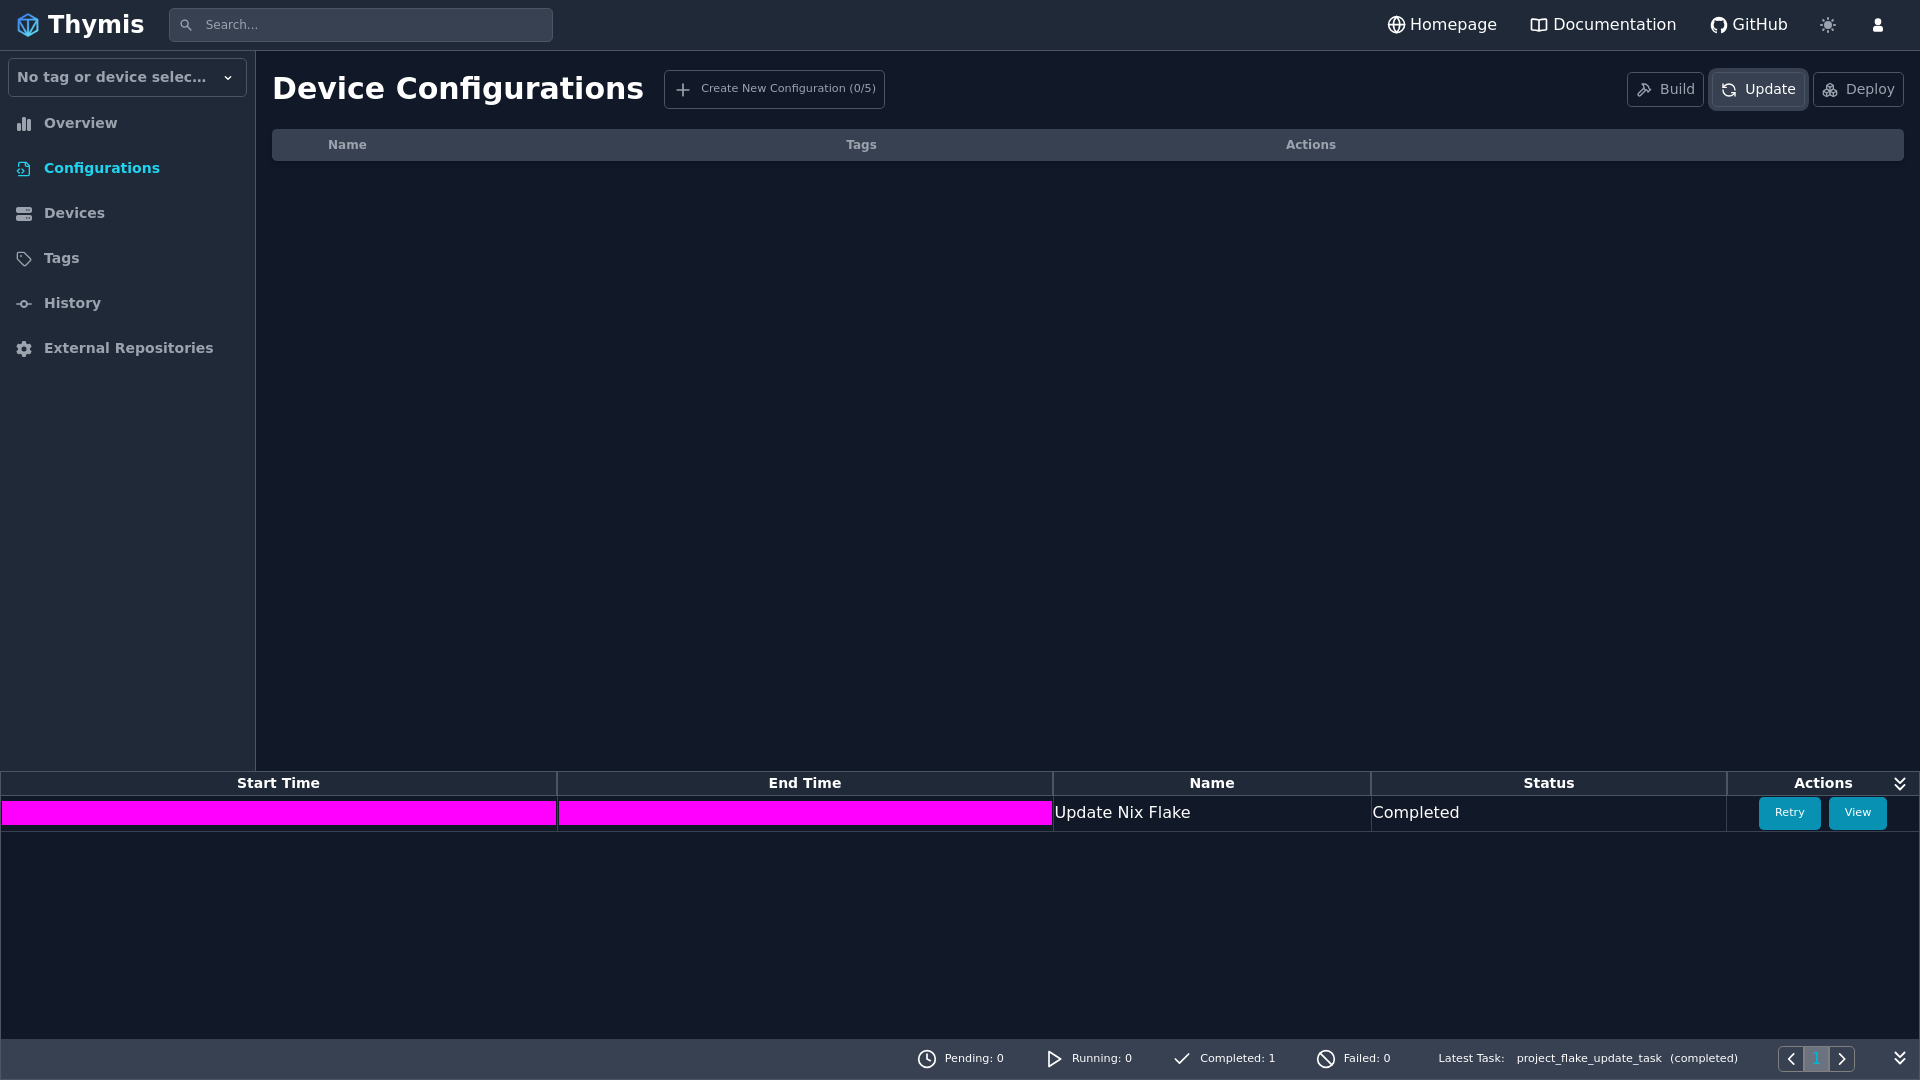 Thymis
Search...
Homepage
Documentation
GitHub
No tag or device selec...
Overview
Configurations
Devices
Tags
History
External Repositories
Device Configurations
Create New Configuration (0/5)
Build
Update
Deploy
Name Tags Actions
Start Time End Time Name Status Actions
Update Nix Flake Completed Retry View
Pending: 0 Running: 0 Completed: 1 Failed: 0 Latest Task: project_flake_update_task (completed) 1